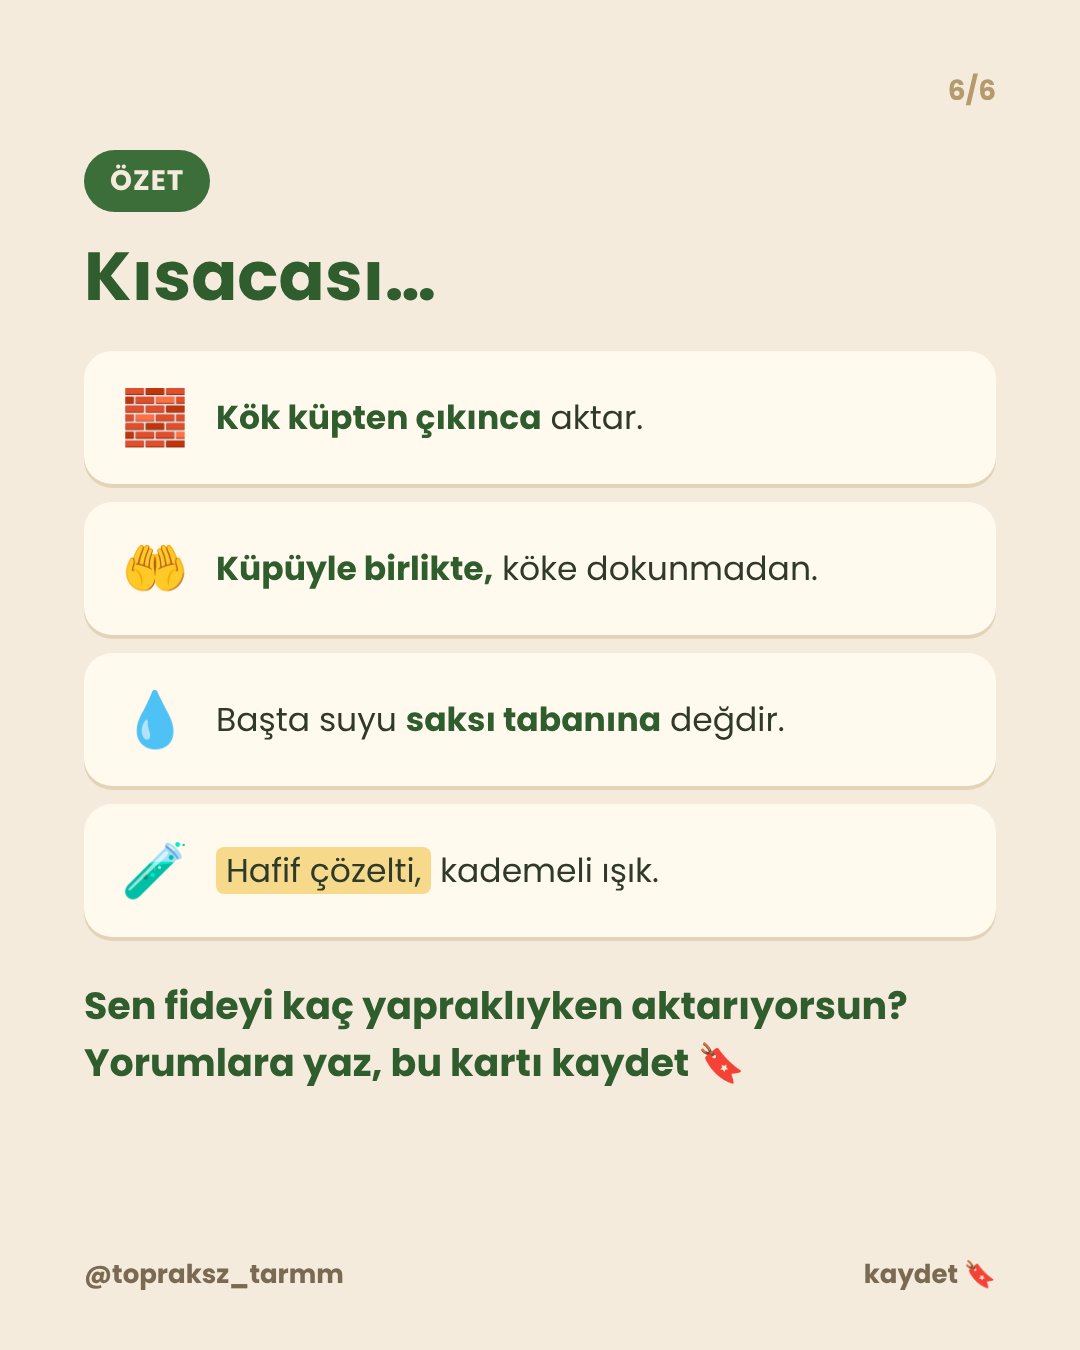 6/6
ÖZET
Kısacası...
Kök küpten çıkınca aktar.
Küpüyle birlikte, köke dokunmadan.
Başta suyu saksı tabanına değdir.
Hafif çözelti, kademeli ışık.
Sen fideyi kaç yapraklıyken aktarıyorsun?
Yorumlara yaz, bu kartı kaydet
@topraksz_tarmm
kaydet